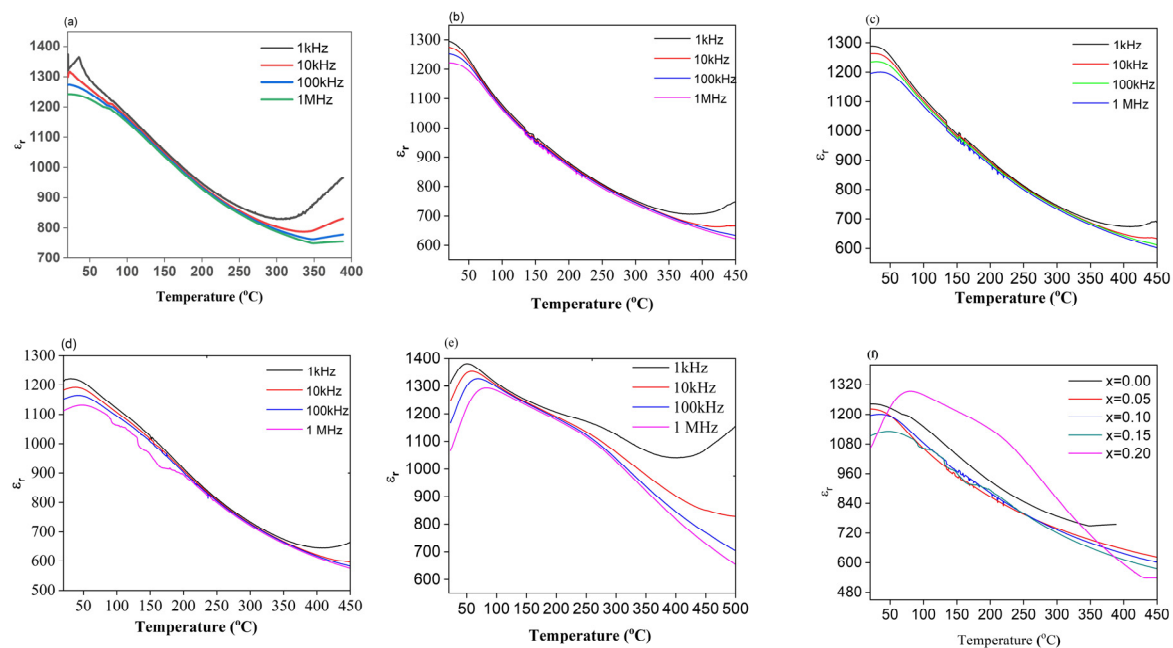 (a)
1400
1300
1200
1100
1000
900
800
700
εr
50 100 150 200 250 300 350 400
Temperature (oC)
1kHz
10kHz
100kHz
1MHz
(b)
1300
1200
1100
1000
900
800
700
600
εr
50 100 150 200 250 300 350 400 450
Temperature (oC)
1kHz
10kHz
100kHz
1MHz
(c)
1300
1200
1100
1000
900
800
700
600
εr
50 100 150 200 250 300 350 400 450
Temperature (oC)
1kHz
10kHz
100kHz
1 MHz
(d)
1300
1200
1100
1000
900
800
700
600
500
εr
50 100 150 200 250 300 350 400 450
Temperature (oC)
1kHz
10kHz
100kHz
1 MHz
(e)
1400
1300
1200
1100
1000
900
800
700
600
εr
50 100 150 200 250 300 350 400 450 500
Temperature (oC)
1kHz
10kHz
100kHz
1 MHz
(f)
1320
1200
1080
960
840
720
600
480
εr
0 50 100 150 200 250 300 350 400 450
Temperature (oC)
x=0.00
x=0.05
x=0.10
x=0.15
x=0.20